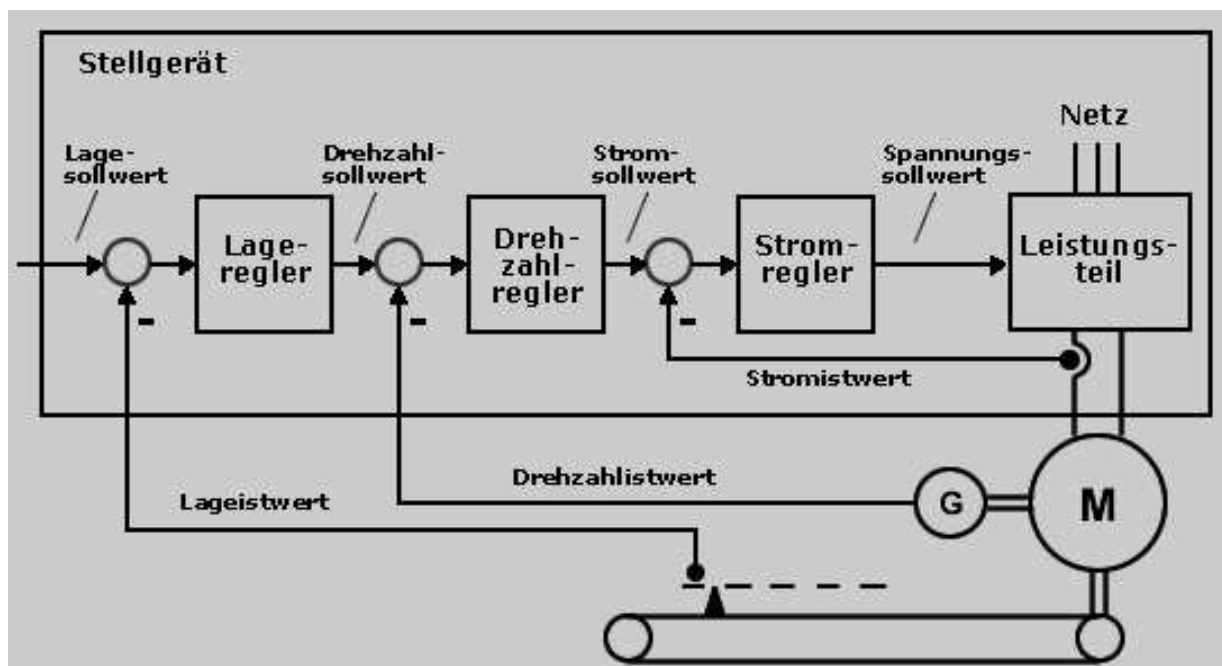 Stellgerät
Netz
Lage-
sollwert
Drehzahl-
sollwert
Strom-
sollwert
Spannungs-
sollwert
Lage-
regler
Dreh-
zahl-
regler
Strom-
regler
Leistungs-
teil
-
-
-
Stromistwert
Drehzahlistwert
Lageistwert
G
M